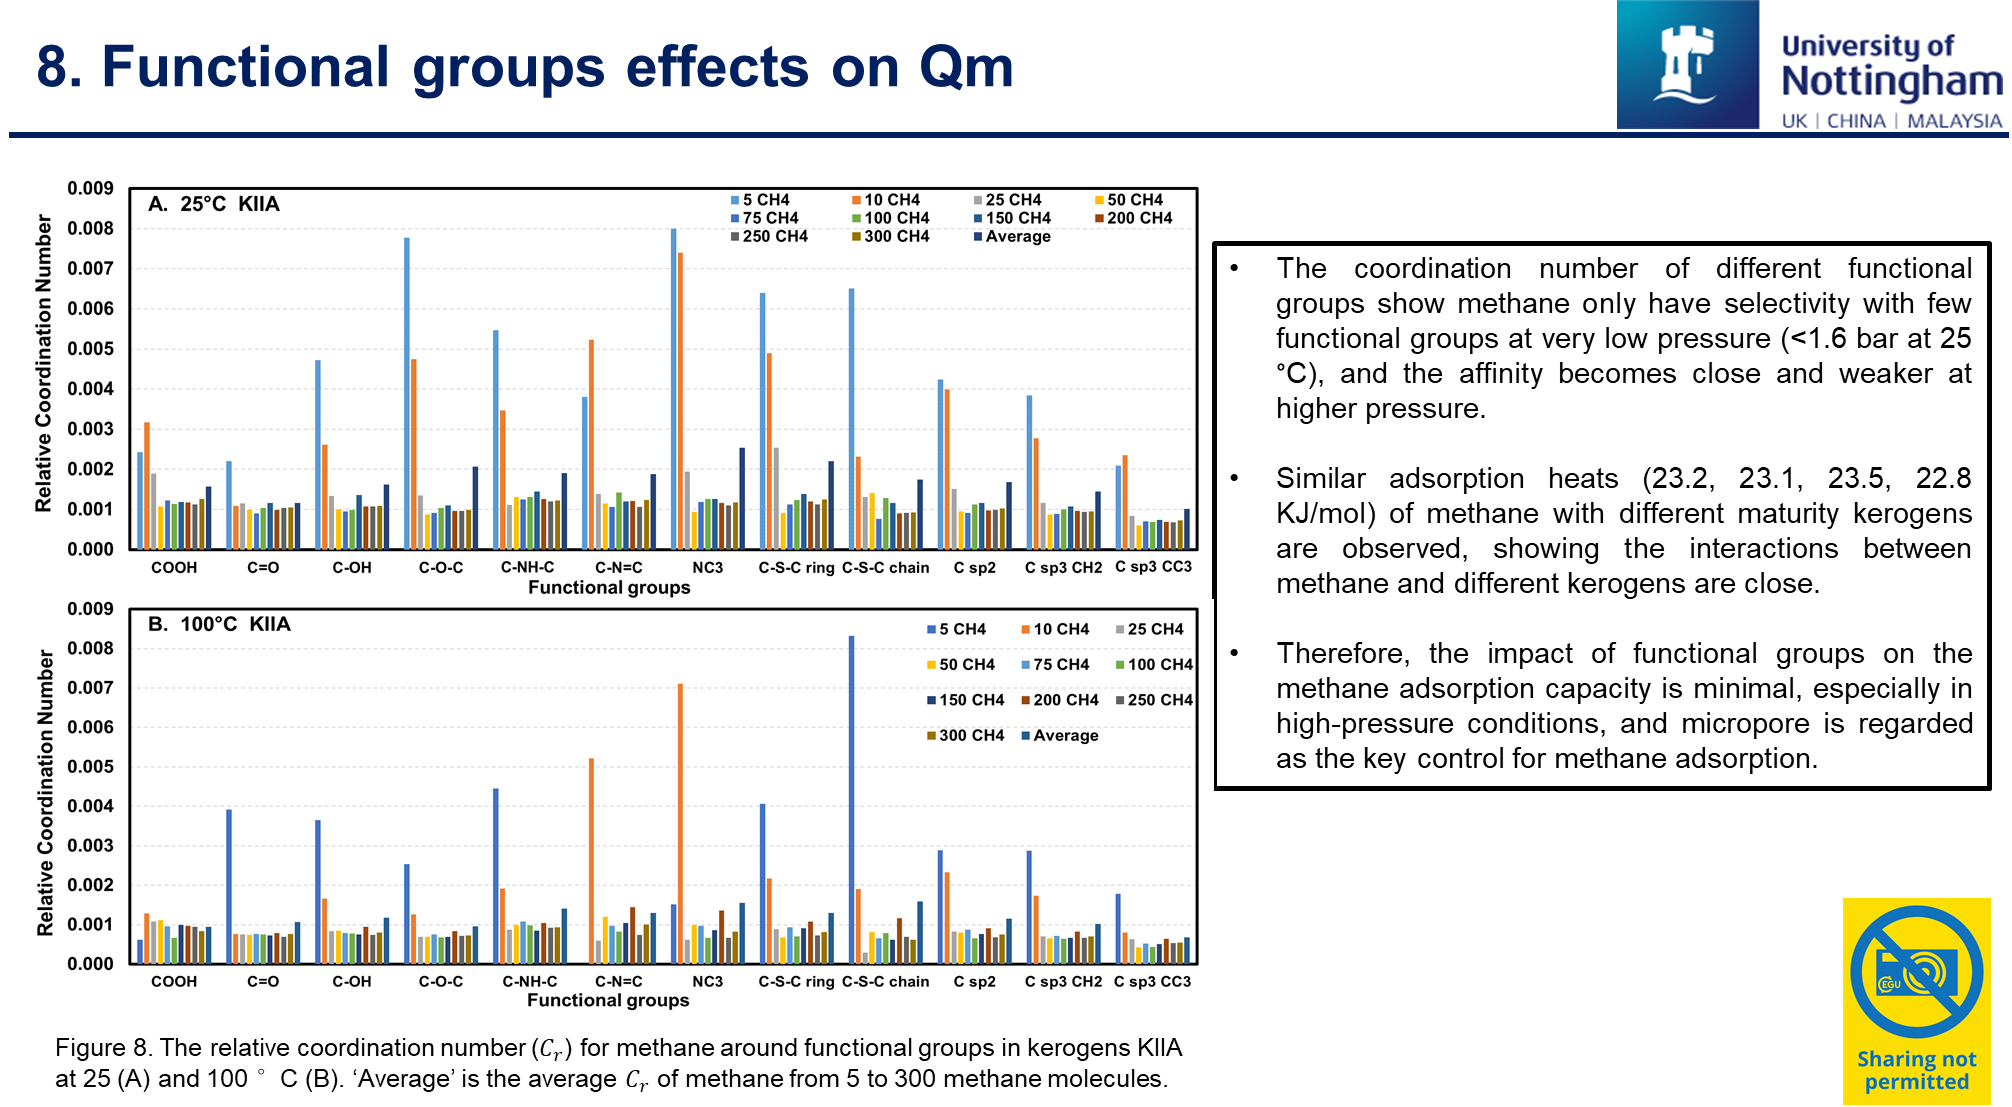 8. Functional groups effects on Qm
University of
Nottingham
UK | CHINA | MALAYSIA
A. 25°C KIIA
5 CH4 10 CH4 25 CH4 50 CH4
75 CH4 100 CH4 150 CH4 200 CH4
250 CH4 300 CH4 Average
Relative Coordination Number
0.009
0.008
0.007
0.006
0.005
0.004
0.003
0.002
0.001
0.000
COOH C=O C-OH C-O-C C-NH-C C-N=C NC3 C-S-C ring C-S-C chain C sp2 C sp3 CH2 C sp3 CC3
Functional groups
B. 100°C KIIA
5 CH4 10 CH4 25 CH4
50 CH4 75 CH4 100 CH4
150 CH4 200 CH4 250 CH4
300 CH4 Average
Relative Coordination Number
0.009
0.008
0.007
0.006
0.005
0.004
0.003
0.002
0.001
0.000
COOH C=O C-OH C-O-C C-NH-C C-N=C NC3 C-S-C ring C-S-C chain C sp2 C sp3 CH2 C sp3 CC3
Functional groups
Figure 8. The relative coordination number (𝐶𝑟) for methane around functional groups in kerogens KIIA
at 25 (A) and 100 ° C (B). ‘Average’ is the average 𝐶𝑟 of methane from 5 to 300 methane molecules.
• The coordination number of different functional
groups show methane only have selectivity with few
functional groups at very low pressure (<1.6 bar at 25
°C), and the affinity becomes close and weaker at
higher pressure.
• Similar adsorption heats (23.2, 23.1, 23.5, 22.8
KJ/mol) of methane with different maturity kerogens
are observed, showing the interactions between
methane and different kerogens are close.
• Therefore, the impact of functional groups on the
methane adsorption capacity is minimal, especially in
high-pressure conditions, and micropore is regarded
as the key control for methane adsorption.
EGU
Sharing not
permitted